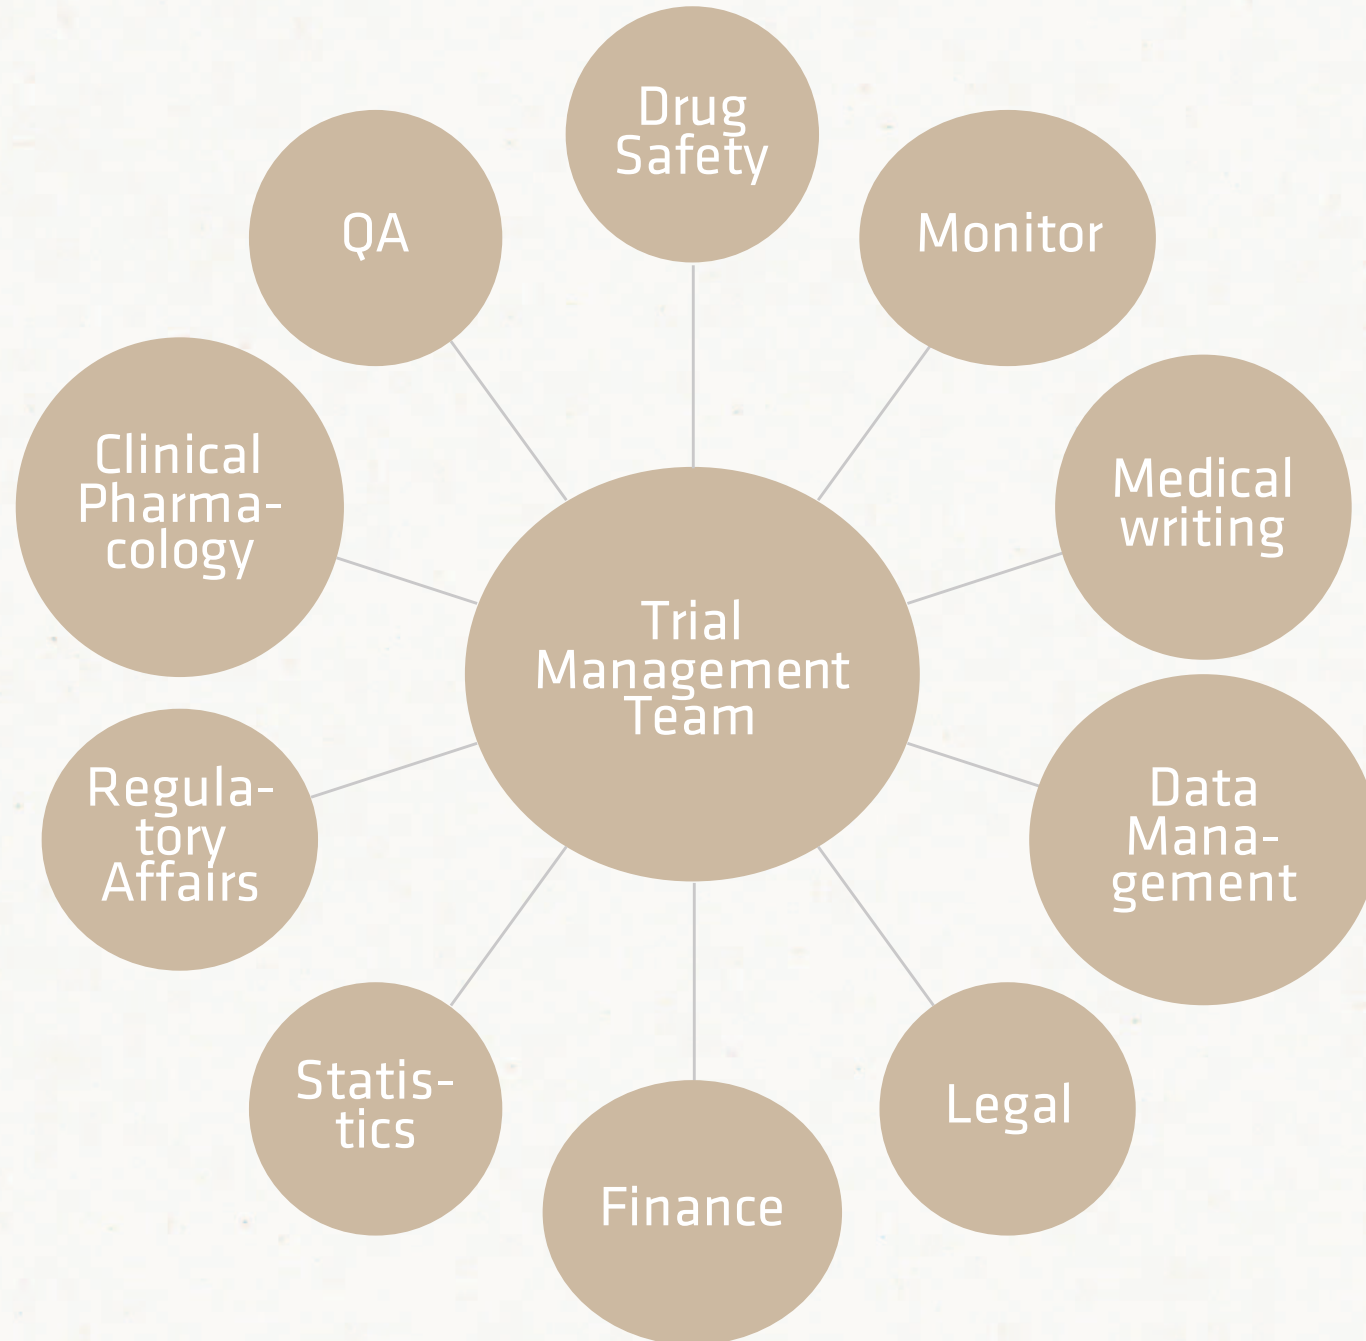 Drug
Safety
QA
Monitor
Clinical
Pharma-
cology
Medical
writing
Trial
Management
Team
Regula-
tory
Affairs
Data
Mana-
gement
Statis-
tics
Legal
Finance